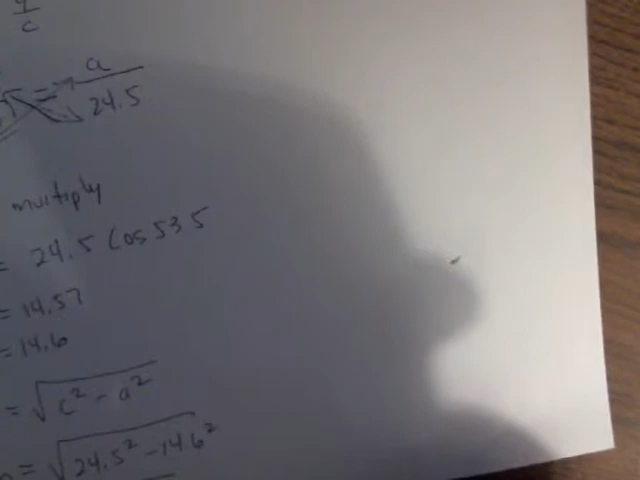 c
= a
24.5
multiply
= 24.5 Cos 53.5
= 14.57
= 14.6
= √c² - a²
= √24.5² - 14.6²